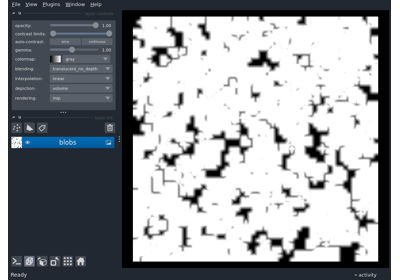 File View Plugins Window Help
opacity: 1.00
contrast limits:
auto-contrast: once continuous
gamma: 1.00
colormap: gray
blending: translucent_no_depth
interpolation: linear
depiction: volume
rendering: mip
blobs
Ready activity